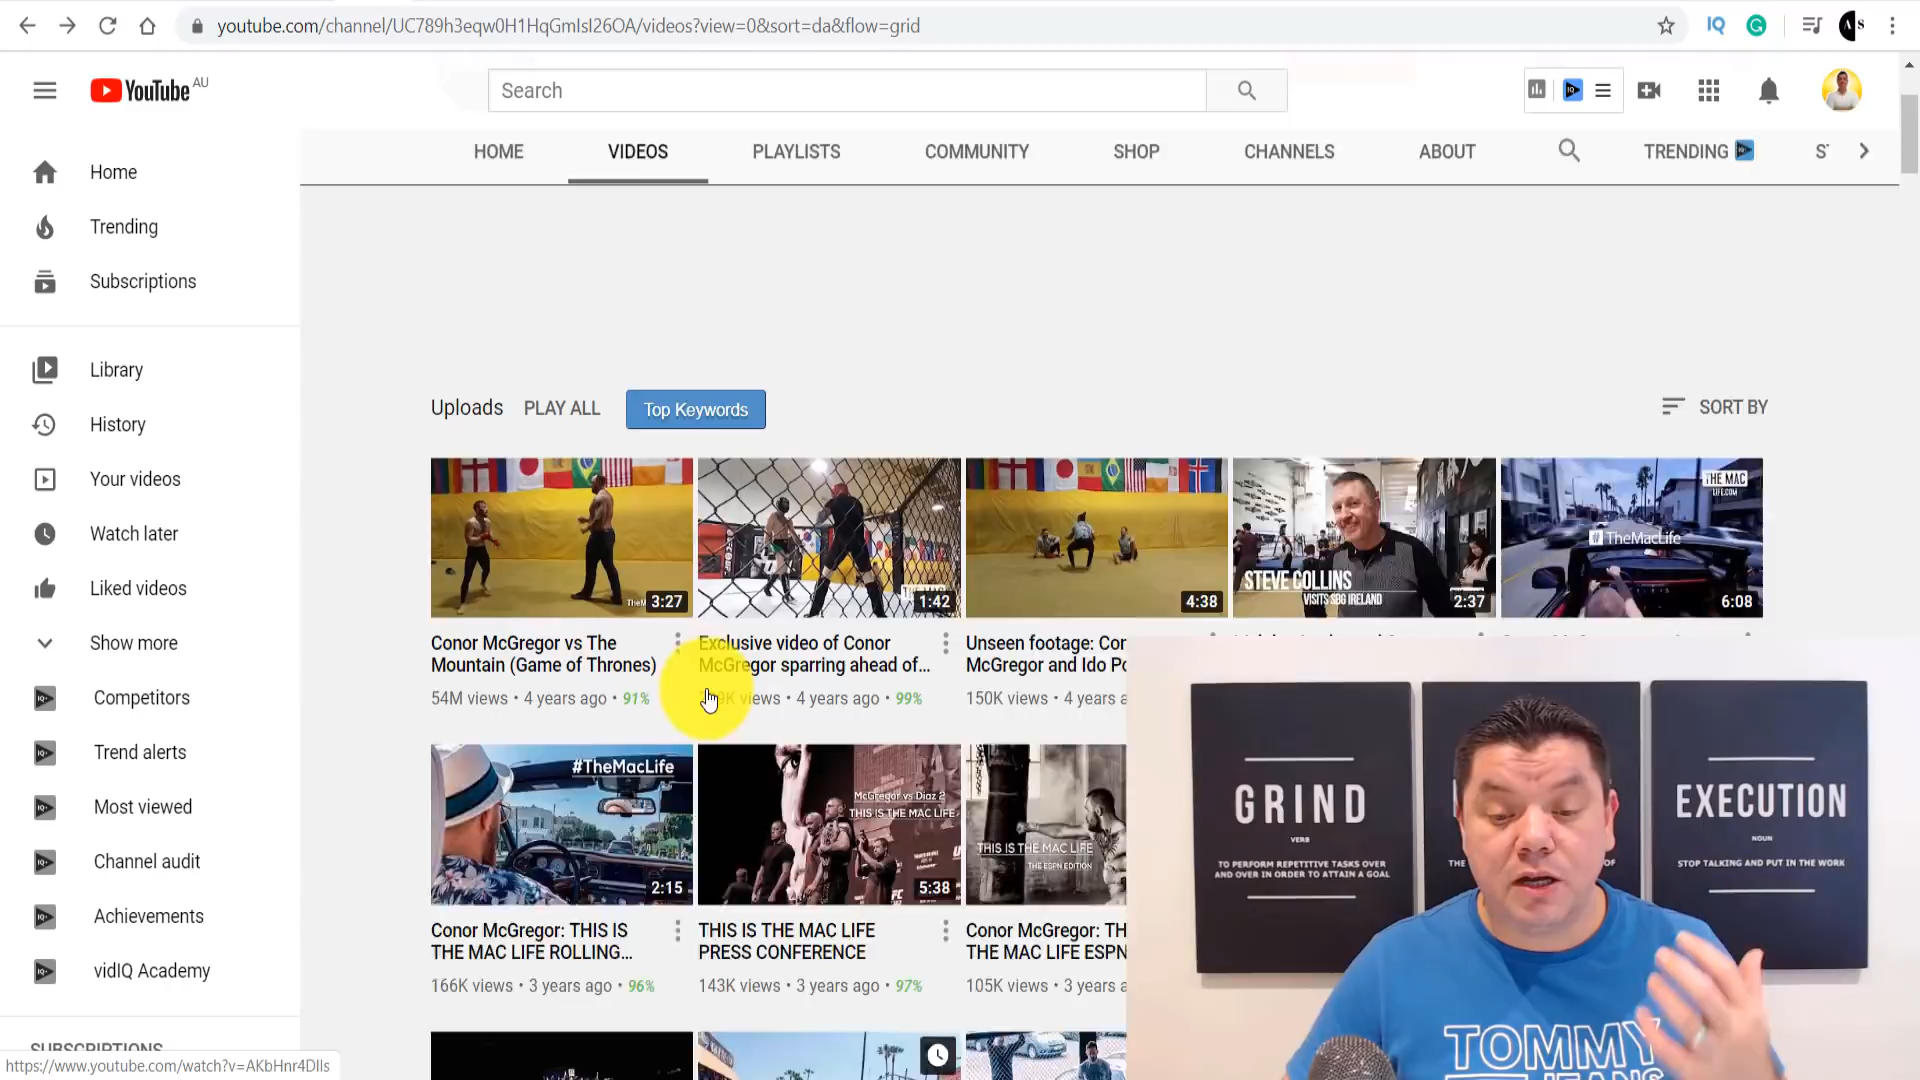 youtube.com/channel/UC789h3eqw0H1HqGmIsI26OA/videos?view=0&sort=da&flow=grid
YouTube AU
Search
HOME VIDEOS PLAYLISTS COMMUNITY SHOP CHANNELS ABOUT TRENDING
Home
Trending
Subscriptions
Library
History
Your videos
Watch later
Liked videos
Show more
Competitors
Trend alerts
Most viewed
Channel audit
Achievements
vidIQ Academy
SUBSCRIPTIONS
https://www.youtube.com/watch?v=AKbHnr4DIls
Uploads PLAY ALL Top Keywords SORT BY
3:27
1:42
4:38
STEVE COLLINS
VISITS SBG IRELAND
2:37
THE MAC
LIFE.COM
#TheMacLife
6:08
Conor McGregor vs The
Mountain (Game of Thrones)
54M views • 4 years ago • 91%
Exclusive video of Conor
McGregor sparring ahead of...
views • 4 years ago • 99%
Unseen footage: Cor
McGregor and Ido Po
150K views • 4 years a
#TheMacLife
2:15
McGregor vs Diaz 2
THIS IS THE MAC LIFE
5:38
THIS IS THE MAC LIFE
THE ESPN EDITION
Conor McGregor: THIS IS
THE MAC LIFE ROLLING...
166K views • 3 years ago • 96%
THIS IS THE MAC LIFE
PRESS CONFERENCE
143K views • 3 years ago • 97%
Conor McGregor: TH
THE MAC LIFE ESPN
105K views • 3 years a
GRIND
VERB
TO PERFORM REPETITIVE TASKS OVER
AND OVER IN ORDER TO ATTAIN A GOAL
EXECUTION
NOUN
STOP TALKING AND PUT IN THE WORK
TOMMY
JEANS